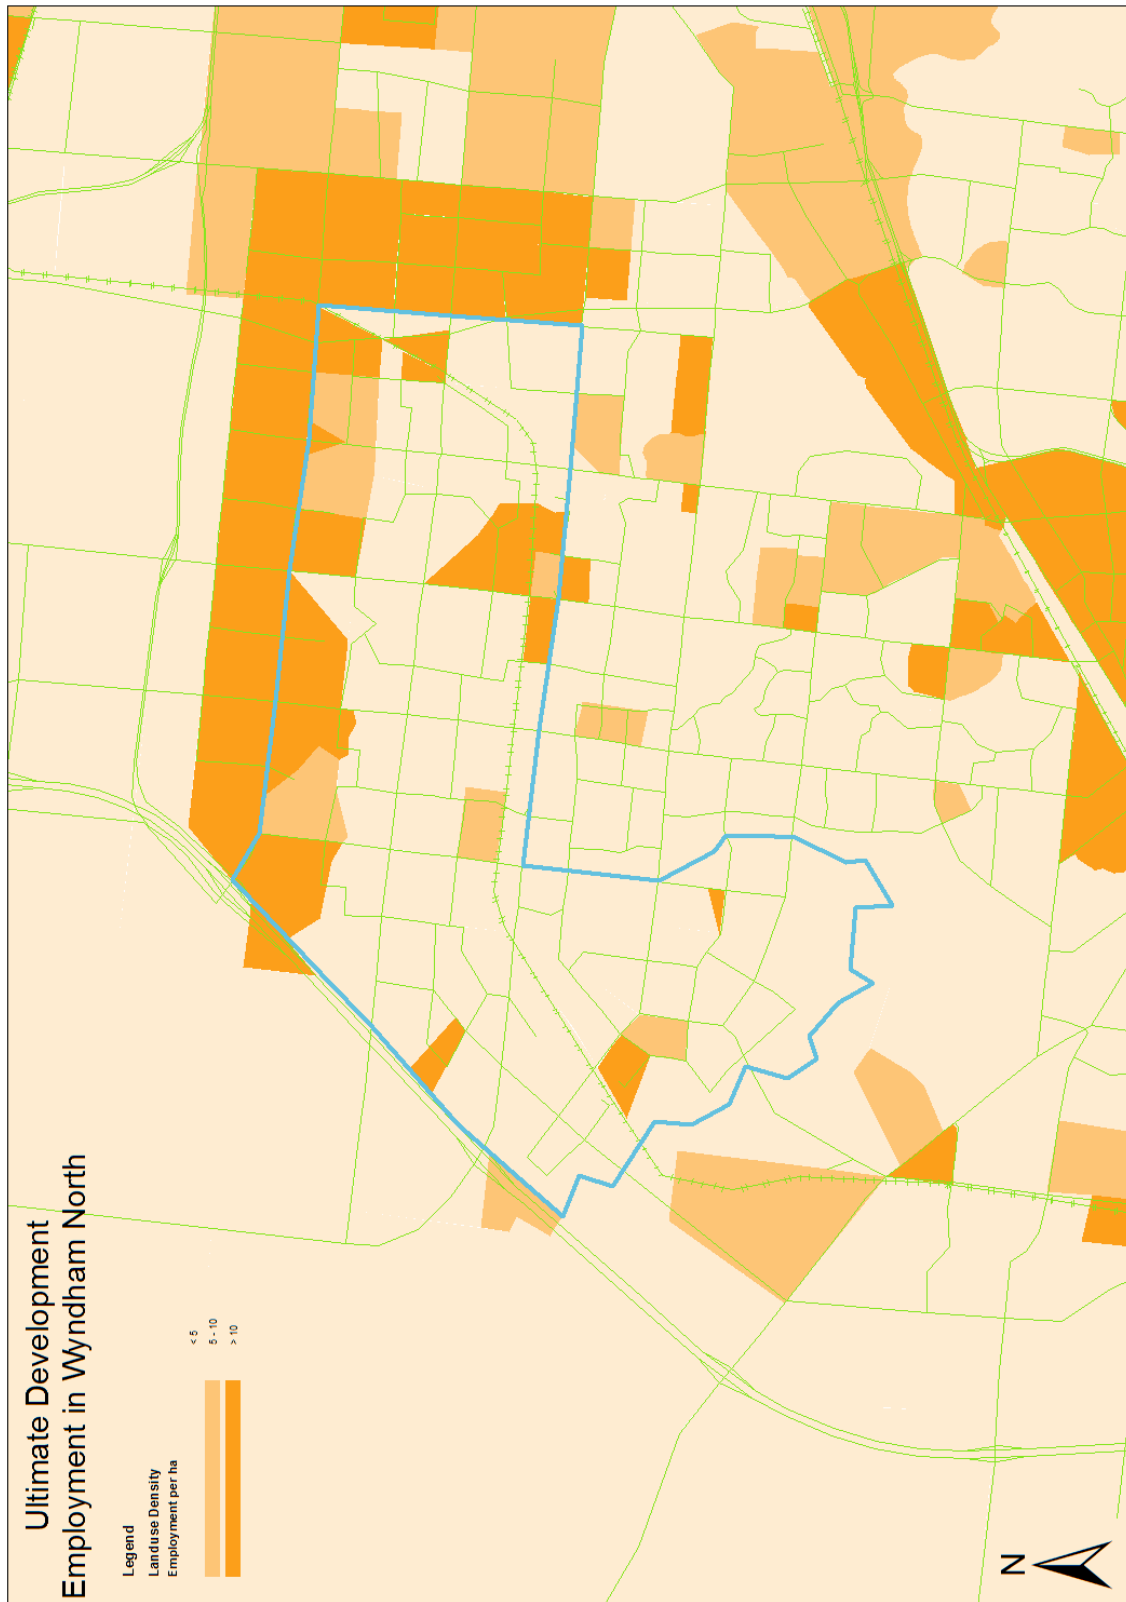 Ultimate Development
Employment in Wyndham North
Legend
Landuse Density
Employment per ha
< 5
5 - 10
> 10
N